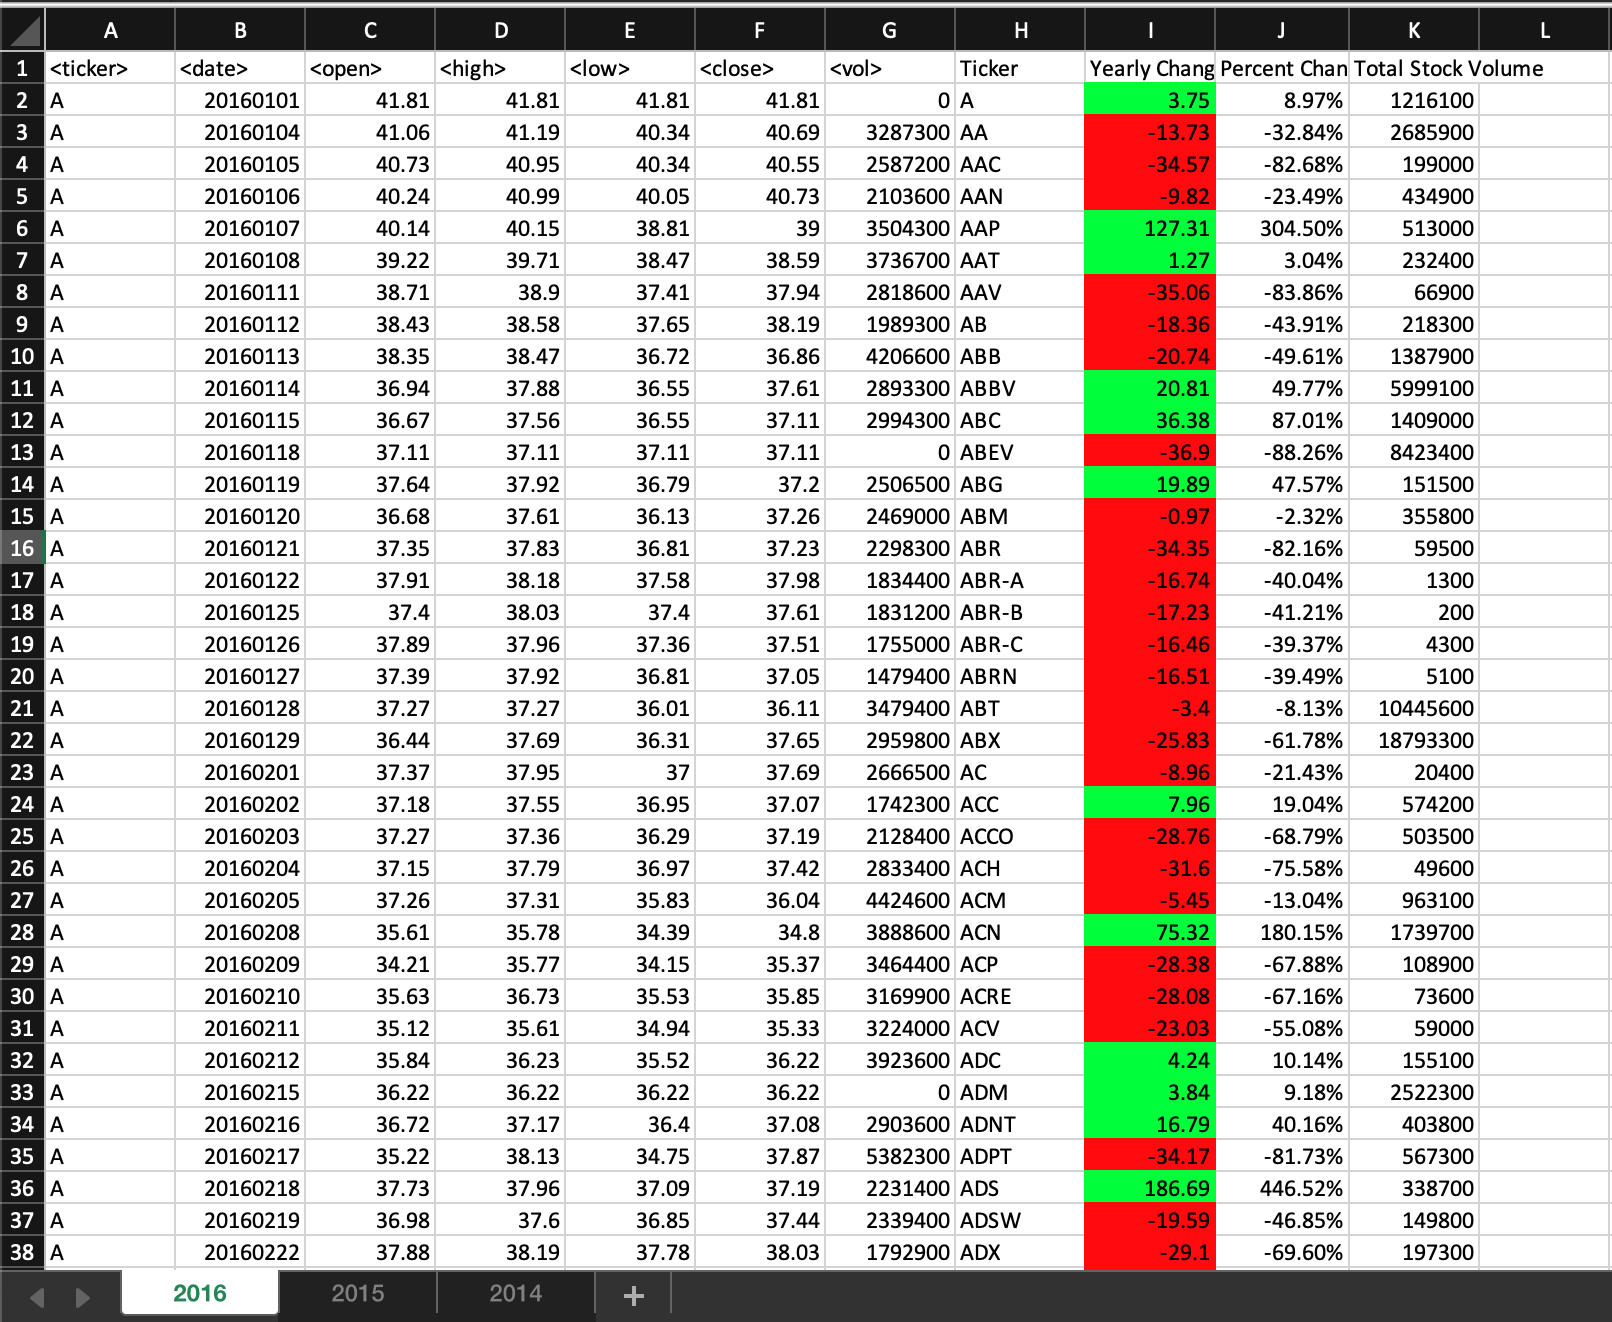 A B C D E F G H I J K L
1 <ticker> <date> <open> <high> <low> <close> <vol> Ticker Yearly Chang Percent Chan Total Stock Volume
2 A 20160101 41.81 41.81 41.81 41.81 0 A 3.75 8.97% 1216100
3 A 20160104 41.06 41.19 40.34 40.69 3287300 AA -13.73 -32.84% 2685900
4 A 20160105 40.73 40.95 40.34 40.55 2587200 AAC -34.57 -82.68% 199000
5 A 20160106 40.24 40.99 40.05 40.73 2103600 AAN -9.82 -23.49% 434900
6 A 20160107 40.14 40.15 38.81 39 3504300 AAP 127.31 304.50% 513000
7 A 20160108 39.22 39.71 38.47 38.59 3736700 AAT 1.27 3.04% 232400
8 A 20160111 38.71 38.9 37.41 37.94 2818600 AAV -35.06 -83.86% 66900
9 A 20160112 38.43 38.58 37.65 38.19 1989300 AB -18.36 -43.91% 218300
10 A 20160113 38.35 38.47 36.72 36.86 4206600 ABB -20.74 -49.61% 1387900
11 A 20160114 36.94 37.88 36.55 37.61 2893300 ABBV 20.81 49.77% 5999100
12 A 20160115 36.67 37.56 36.55 37.11 2994300 ABC 36.38 87.01% 1409000
13 A 20160118 37.11 37.11 37.11 37.11 0 ABEV -36.9 -88.26% 8423400
14 A 20160119 37.64 37.92 36.79 37.2 2506500 ABG 19.89 47.57% 151500
15 A 20160120 36.68 37.61 36.13 37.26 2469000 ABM -0.97 -2.32% 355800
16 A 20160121 37.35 37.83 36.81 37.23 2298300 ABR -34.35 -82.16% 59500
17 A 20160122 37.91 38.18 37.58 37.98 1834400 ABR-A -16.74 -40.04% 1300
18 A 20160125 37.4 38.03 37.4 37.61 1831200 ABR-B -17.23 -41.21% 200
19 A 20160126 37.89 37.96 37.36 37.51 1755000 ABR-C -16.46 -39.37% 4300
20 A 20160127 37.39 37.92 36.81 37.05 1479400 ABRN -16.51 -39.49% 5100
21 A 20160128 37.27 37.27 36.01 36.11 3479400 ABT -3.4 -8.13% 10445600
22 A 20160129 36.44 37.69 36.31 37.65 2959800 ABX -25.83 -61.78% 18793300
23 A 20160201 37.37 37.95 37 37.69 2666500 AC -8.96 -21.43% 20400
24 A 20160202 37.18 37.55 36.95 37.07 1742300 ACC 7.96 19.04% 574200
25 A 20160203 37.27 37.36 36.29 37.19 2128400 ACCO -28.76 -68.79% 503500
26 A 20160204 37.15 37.79 36.97 37.42 2833400 ACH -31.6 -75.58% 49600
27 A 20160205 37.26 37.31 35.83 36.04 4424600 ACM -5.45 -13.04% 963100
28 A 20160208 35.61 35.78 34.39 34.8 3888600 ACN 75.32 180.15% 1739700
29 A 20160209 34.21 35.77 34.15 35.37 3464400 ACP -28.38 -67.88% 108900
30 A 20160210 35.63 36.73 35.53 35.85 3169900 ACRE -28.08 -67.16% 73600
31 A 20160211 35.12 35.61 34.94 35.33 3224000 ACV -23.03 -55.08% 59000
32 A 20160212 35.84 36.23 35.52 36.22 3923600 ADC 4.24 10.14% 155100
33 A 20160215 36.22 36.22 36.22 36.22 0 ADM 3.84 9.18% 2522300
34 A 20160216 36.72 37.17 36.4 37.08 2903600 ADNT 16.79 40.16% 403800
35 A 20160217 35.22 38.13 34.75 37.87 5382300 ADPT -34.17 -81.73% 567300
36 A 20160218 37.73 37.96 37.09 37.19 2231400 ADS 186.69 446.52% 338700
37 A 20160219 36.98 37.6 36.85 37.44 2339400 ADSW -19.59 -46.85% 149800
38 A 20160222 37.88 38.19 37.78 38.03 1792900 ADX -29.1 -69.60% 197300
2016 2015 2014 +